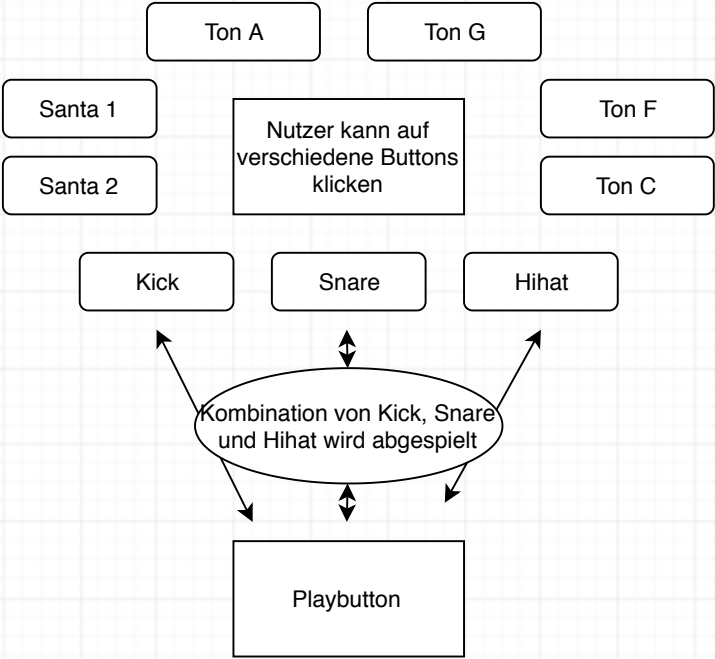 Ton A
Ton G
Santa 1
Ton F
Nutzer kann auf
verschiedene Buttons
klicken
Santa 2
Ton C
Kick
Snare
Hihat
Kombination von Kick, Snare
und Hihat wird abgespielt
Playbutton